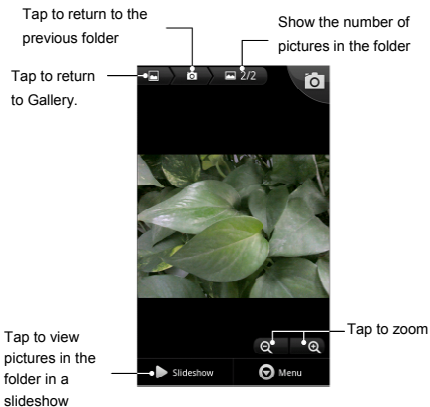 Tap to return to the
previous folder
Show the number of
pictures in the folder
Tap to return
to Gallery.
2/2
Tap to zoom
Tap to view
pictures in the
folder in a
slideshow
Slideshow
Menu